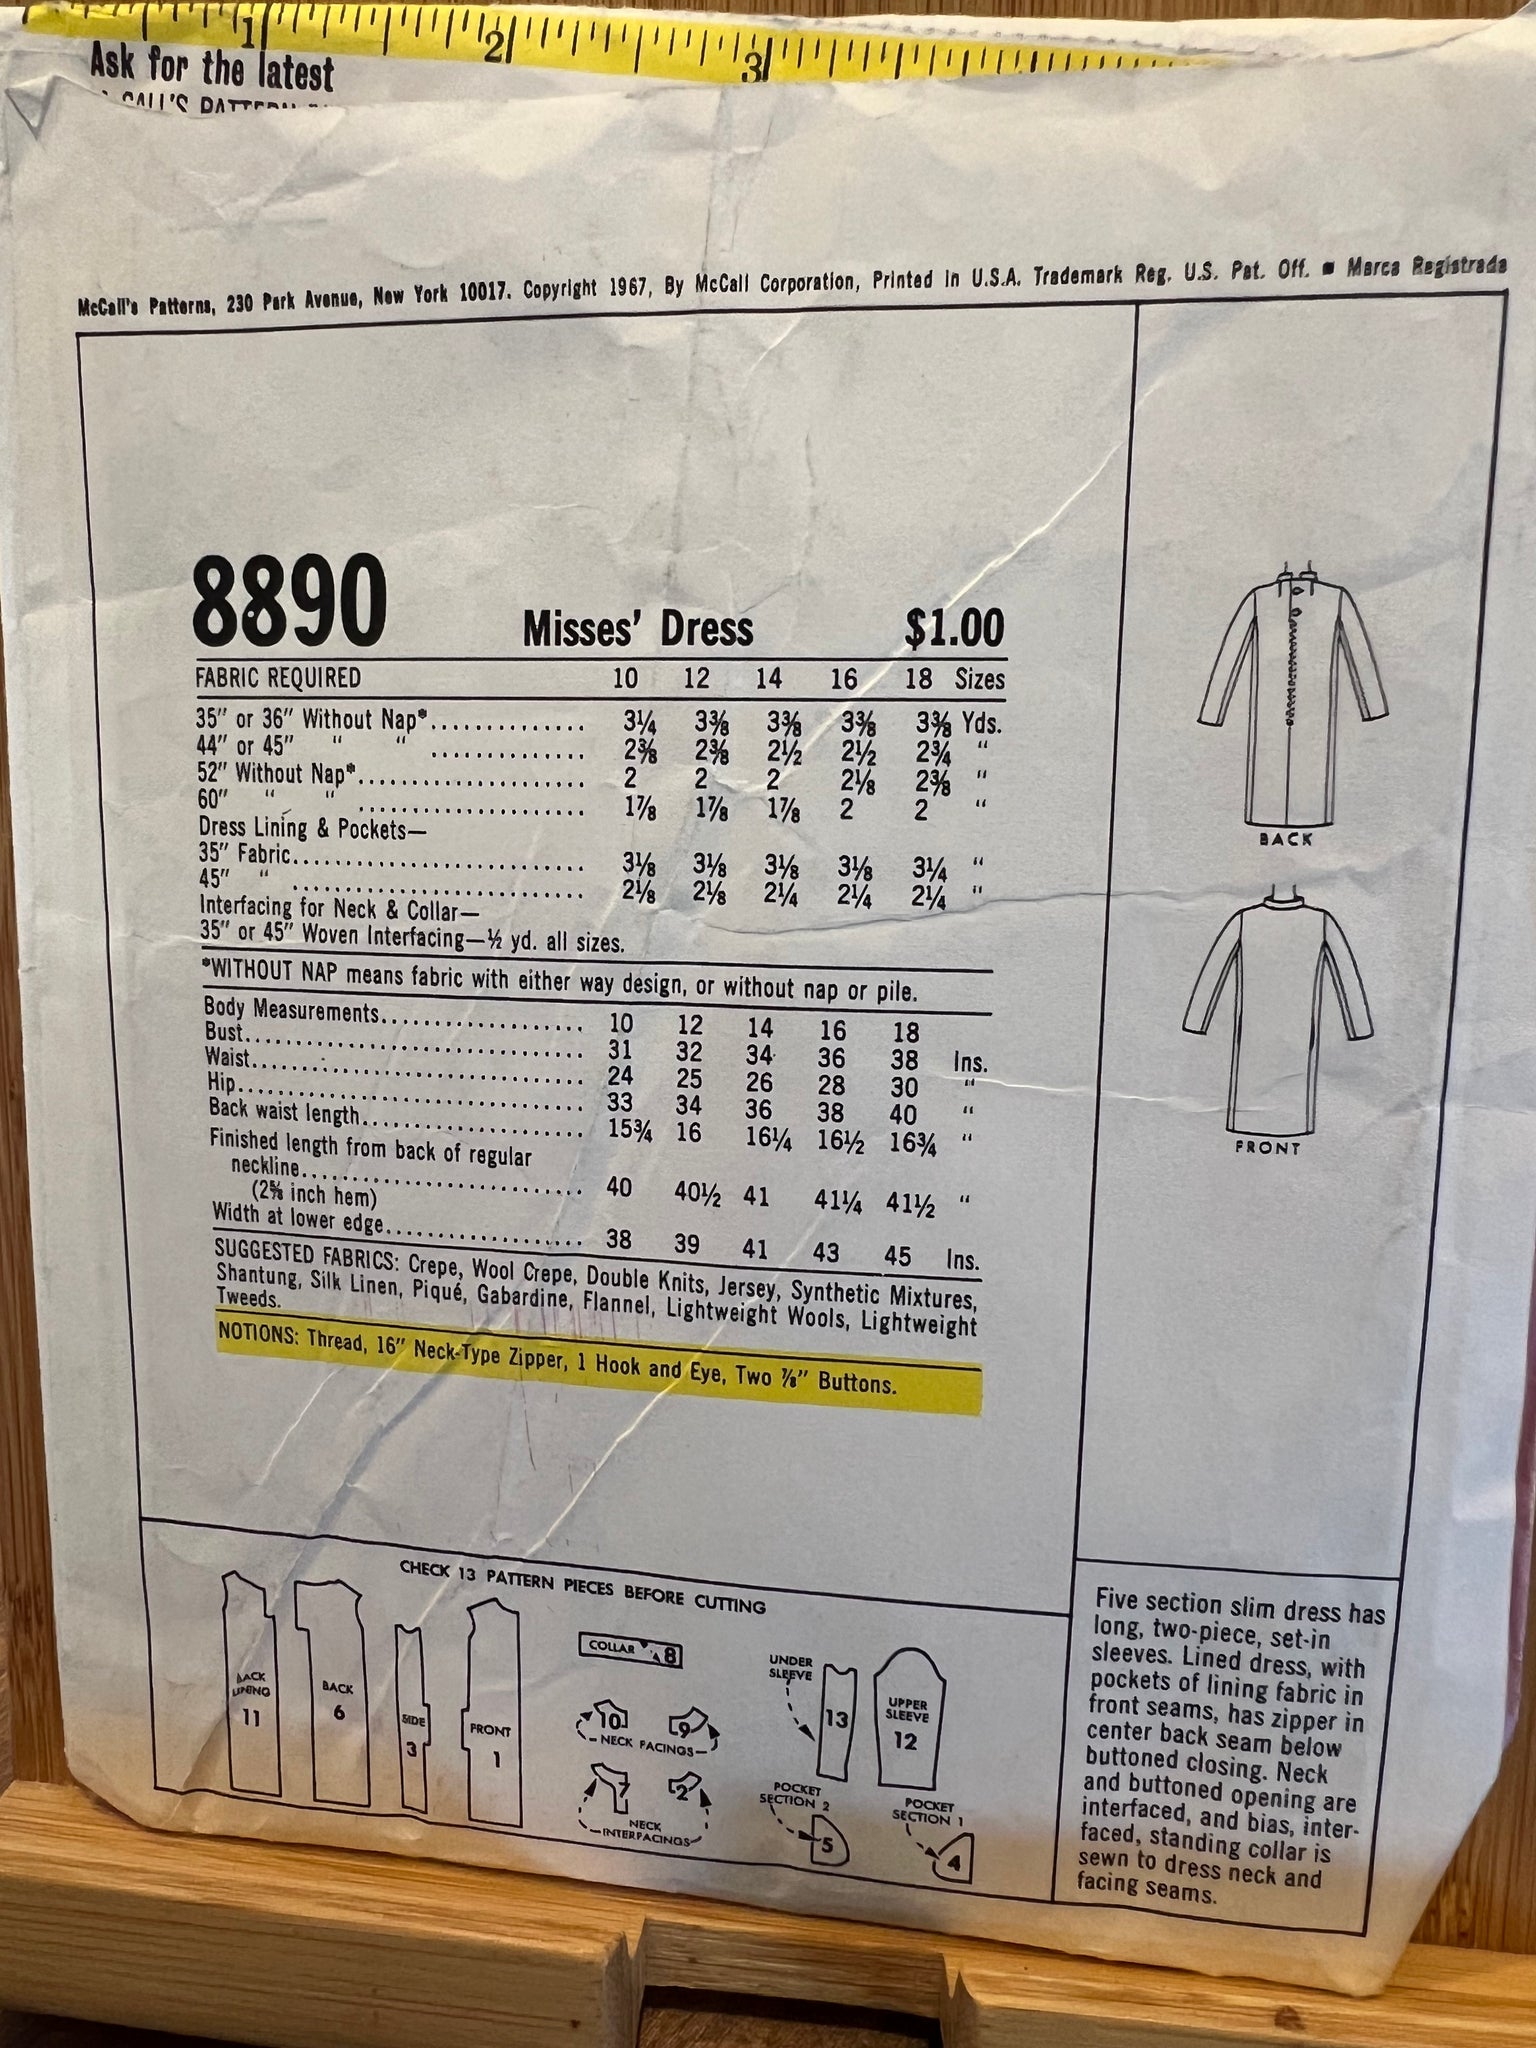 1 2 3
Ask for the latest
McCall's Patterns, 230 Park Avenue, New York 10017. Copyright 1967, By McCall Corporation, Printed in U.S.A. Trademark Reg. U.S. Pat. Off. ■ Marca Registrada
8890 Misses' Dress $1.00
FABRIC REQUIRED 10 12 14 16 18 Sizes
35" or 36" Without Nap*.............. 3¼ 3⅜ 3⅜ 3⅜ 3⅜ Yds.
44" or 45" " " .............. 2⅜ 2⅜ 2½ 2½ 2¾ "
52" Without Nap*.................... 2 2 2 2⅛ 2⅜ "
60" " " .................... 1⅞ 1⅞ 1⅞ 2 2 "
Dress Lining & Pockets—
35" Fabric......................... 3⅛ 3⅛ 3⅛ 3⅛ 3¼ "
45" " ......................... 2⅛ 2⅛ 2¼ 2¼ 2¼ "
Interfacing for Neck & Collar—
35" or 45" Woven Interfacing—½ yd. all sizes.
*WITHOUT NAP means fabric with either way design, or without nap or pile.
Body Measurements.................. 10 12 14 16 18
Bust.............................. 31 32 34 36 38 Ins.
Waist............................. 24 25 26 28 30 "
Hip............................... 33 34 36 38 40 "
Back waist length.................... 15¾ 16 16¼ 16½ 16¾ "
Finished length from back of regular
neckline......................... 40 40½ 41 41¼ 41½ "
(2⅝ inch hem)
Width at lower edge.................. 38 39 41 43 45 Ins.
SUGGESTED FABRICS: Crepe, Wool Crepe, Double Knits, Jersey, Synthetic Mixtures,
Shantung, Silk Linen, Piqué, Gabardine, Flannel, Lightweight Wools, Lightweight
Tweeds.
NOTIONS: Thread, 16" Neck-Type Zipper, 1 Hook and Eye, Two ⅞" Buttons.
BACK
FRONT
CHECK 13 PATTERN PIECES BEFORE CUTTING
BACK
LINING
11
BACK
6
SIDE
3
FRONT
1
COLLAR 8
10 9
NECK FACINGS
7 2
NECK
INTERFACINGS
UNDER
SLEEVE
13
UPPER
SLEEVE
12
POCKET
SECTION 2
5
POCKET
SECTION 1
4
Five section slim dress has
long, two-piece, set-in
sleeves. Lined dress, with
pockets of lining fabric in
front seams, has zipper in
center back seam below
buttoned closing. Neck
and buttoned opening are
interfaced, and bias, inter-
faced, standing collar is
sewn to dress neck and
facing seams.